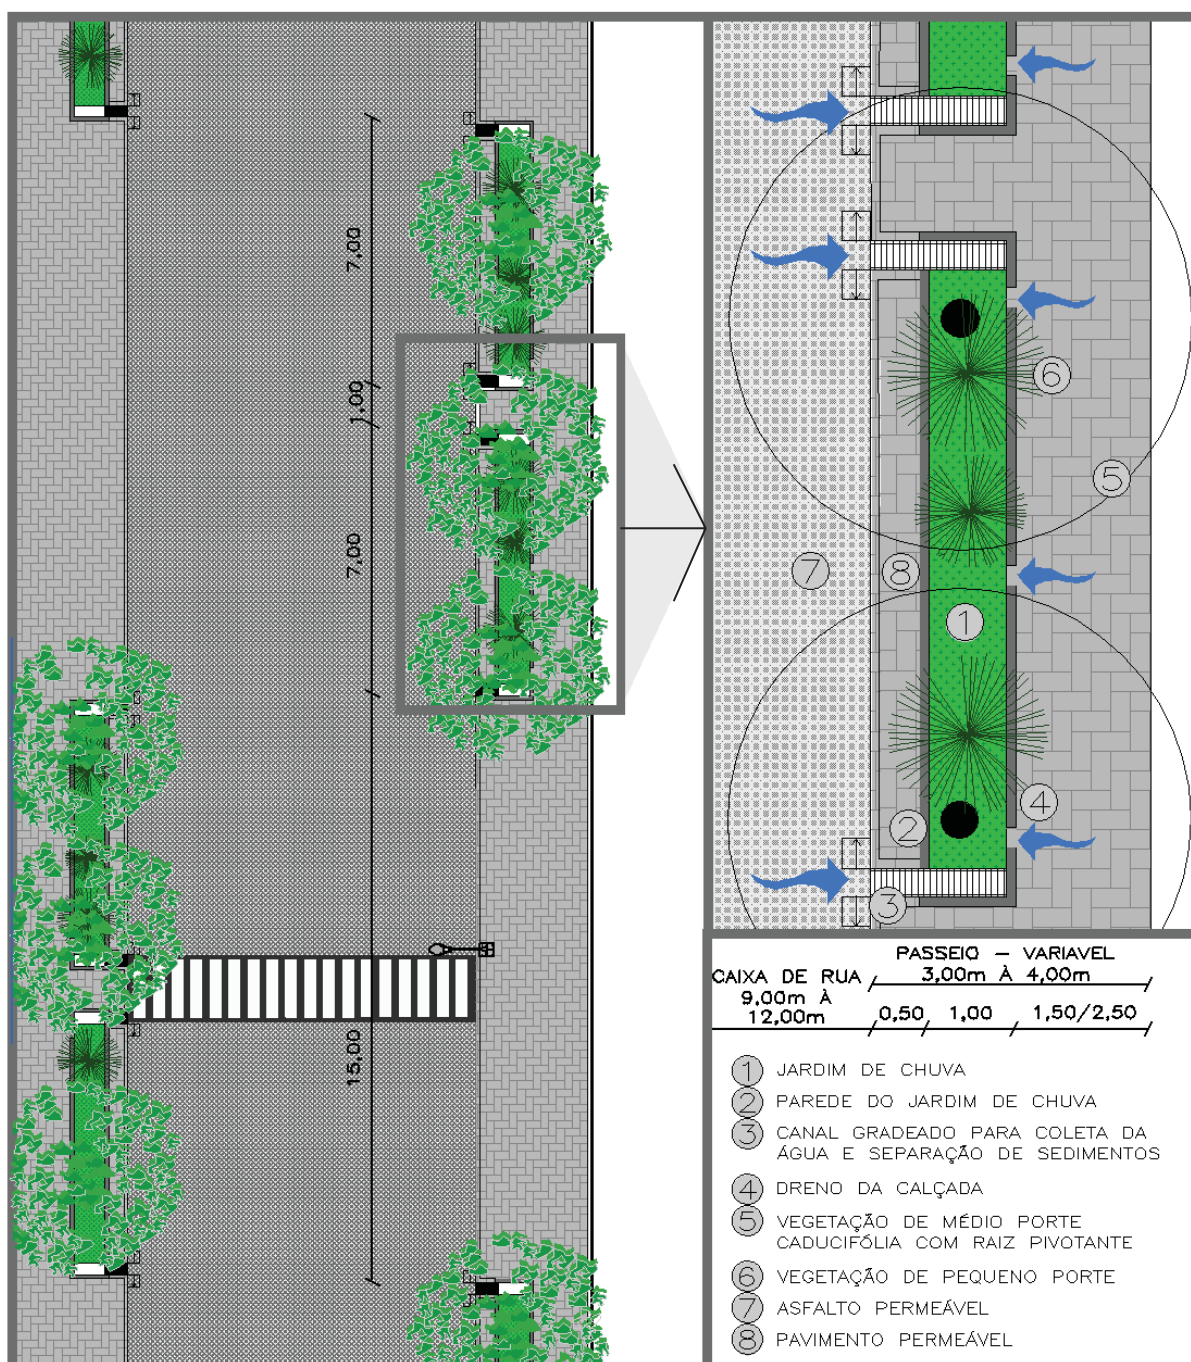 7,00
1,00
7,00
15,00
6
5
7
8
1
4
2
3
PASSEIO – VARIAVEL
3,00m À 4,00m
CAIXA DE RUA
9,00m À
12,00m
0,50
1,00
1,50/2,50
1 JARDIM DE CHUVA
2 PAREDE DO JARDIM DE CHUVA
3 CANAL GRADEADO PARA COLETA DA
ÁGUA E SEPARAÇÃO DE SEDIMENTOS
4 DRENO DA CALÇADA
5 VEGETAÇÃO DE MÉDIO PORTE
CADUCIFÓLIA COM RAIZ PIVOTANTE
6 VEGETAÇÃO DE PEQUENO PORTE
7 ASFALTO PERMEÁVEL
8 PAVIMENTO PERMEÁVEL